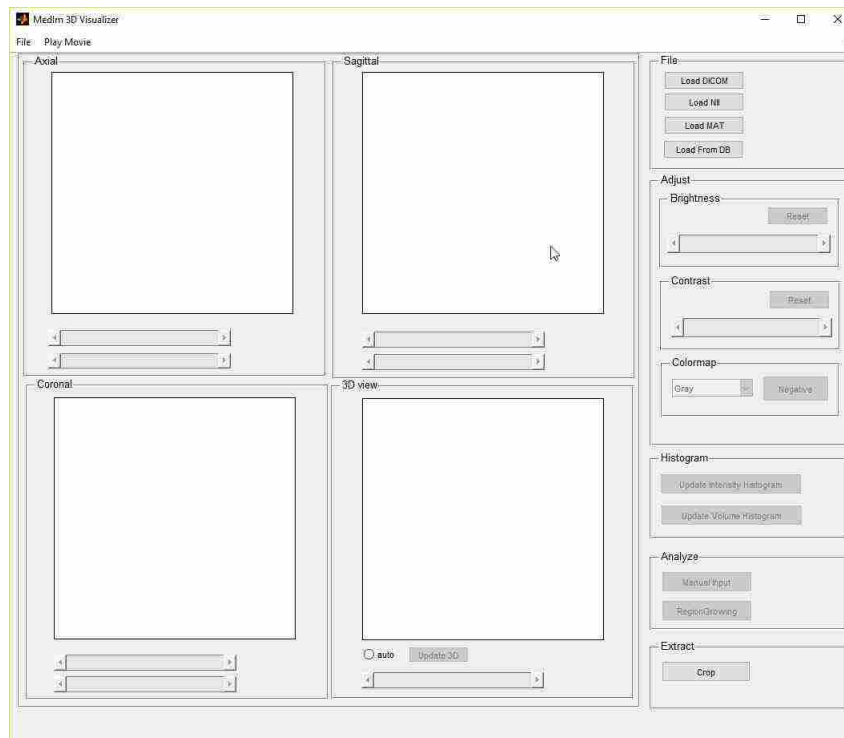 MedIm 3D Visualizer
File Play Movie
Axial
Sagittal
Coronal
3D view
auto
Update 3D
File
Load DICOM
Load NII
Load MAT
Load From DB
Adjust
Brightness
Reset
Contrast
Reset
Colormap
Gray
Negative
Histogram
Update Intensity Histogram
Update Volume Histogram
Analyze
Manual Input
RegionGrowing
Extract
Crop